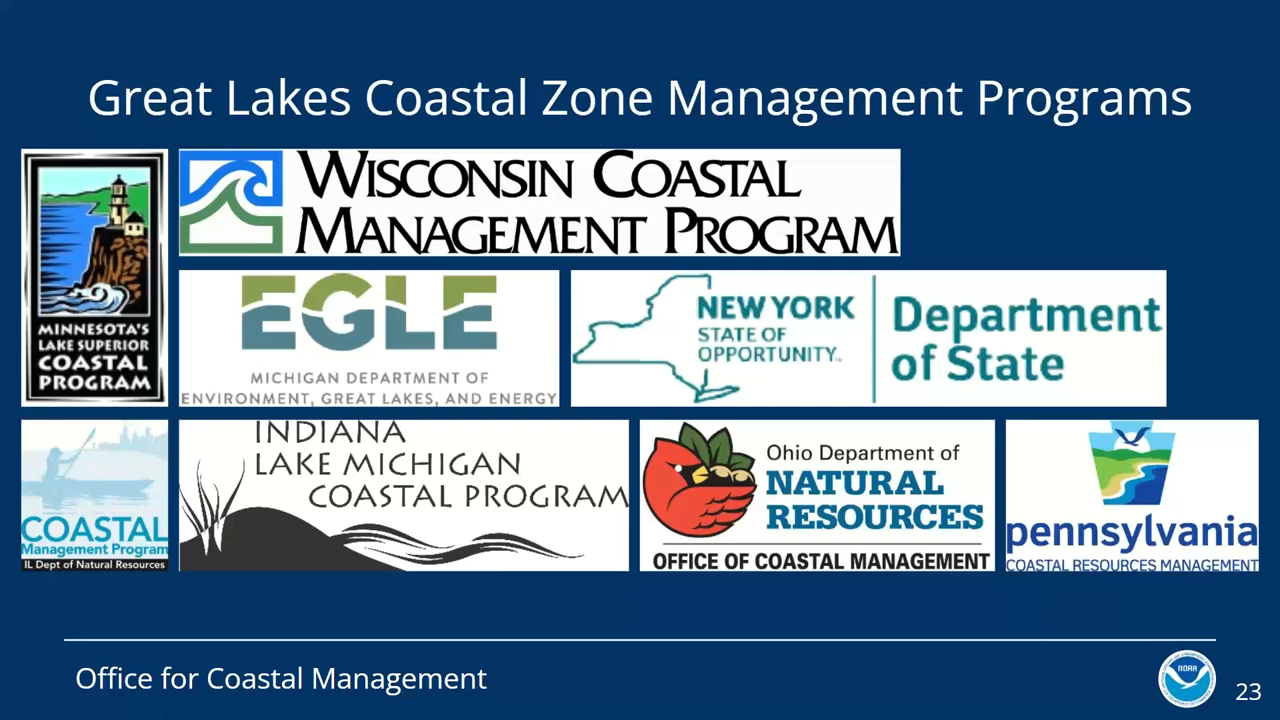 Great Lakes Coastal Zone Management Programs
MINNESOTA'S
LAKE SUPERIOR
COASTAL
PROGRAM
WISCONSIN COASTAL
MANAGEMENT PROGRAM
EGLE
MICHIGAN DEPARTMENT OF
ENVIRONMENT, GREAT LAKES, AND ENERGY
NEW YORK
STATE OF
OPPORTUNITY.
Department
of State
COASTAL
Management Program
IL Dept of Natural Resources
INDIANA
LAKE MICHIGAN
COASTAL PROGRAM
Ohio Department of
NATURAL
RESOURCES
OFFICE OF COASTAL MANAGEMENT
pennsylvania
COASTAL RESOURCES MANAGEMENT
Office for Coastal Management
NOAA
23